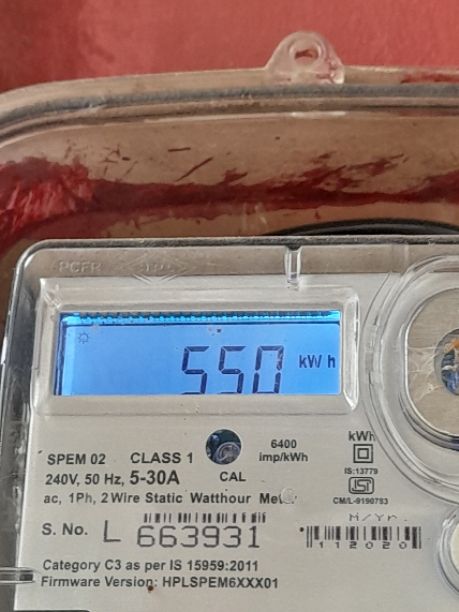 550 kWh
SPEM 02 CLASS 1 6400 imp/kWh kWh
240V, 50 Hz, 5-30A CAL IS:13779
ac, 1Ph, 2 Wire Static Watthour Meter CM/L-9190783
M/Yr.
S. No. L 663931 112020
Category C3 as per IS 15959:2011
Firmware Version: HPLSPEM6XXX01